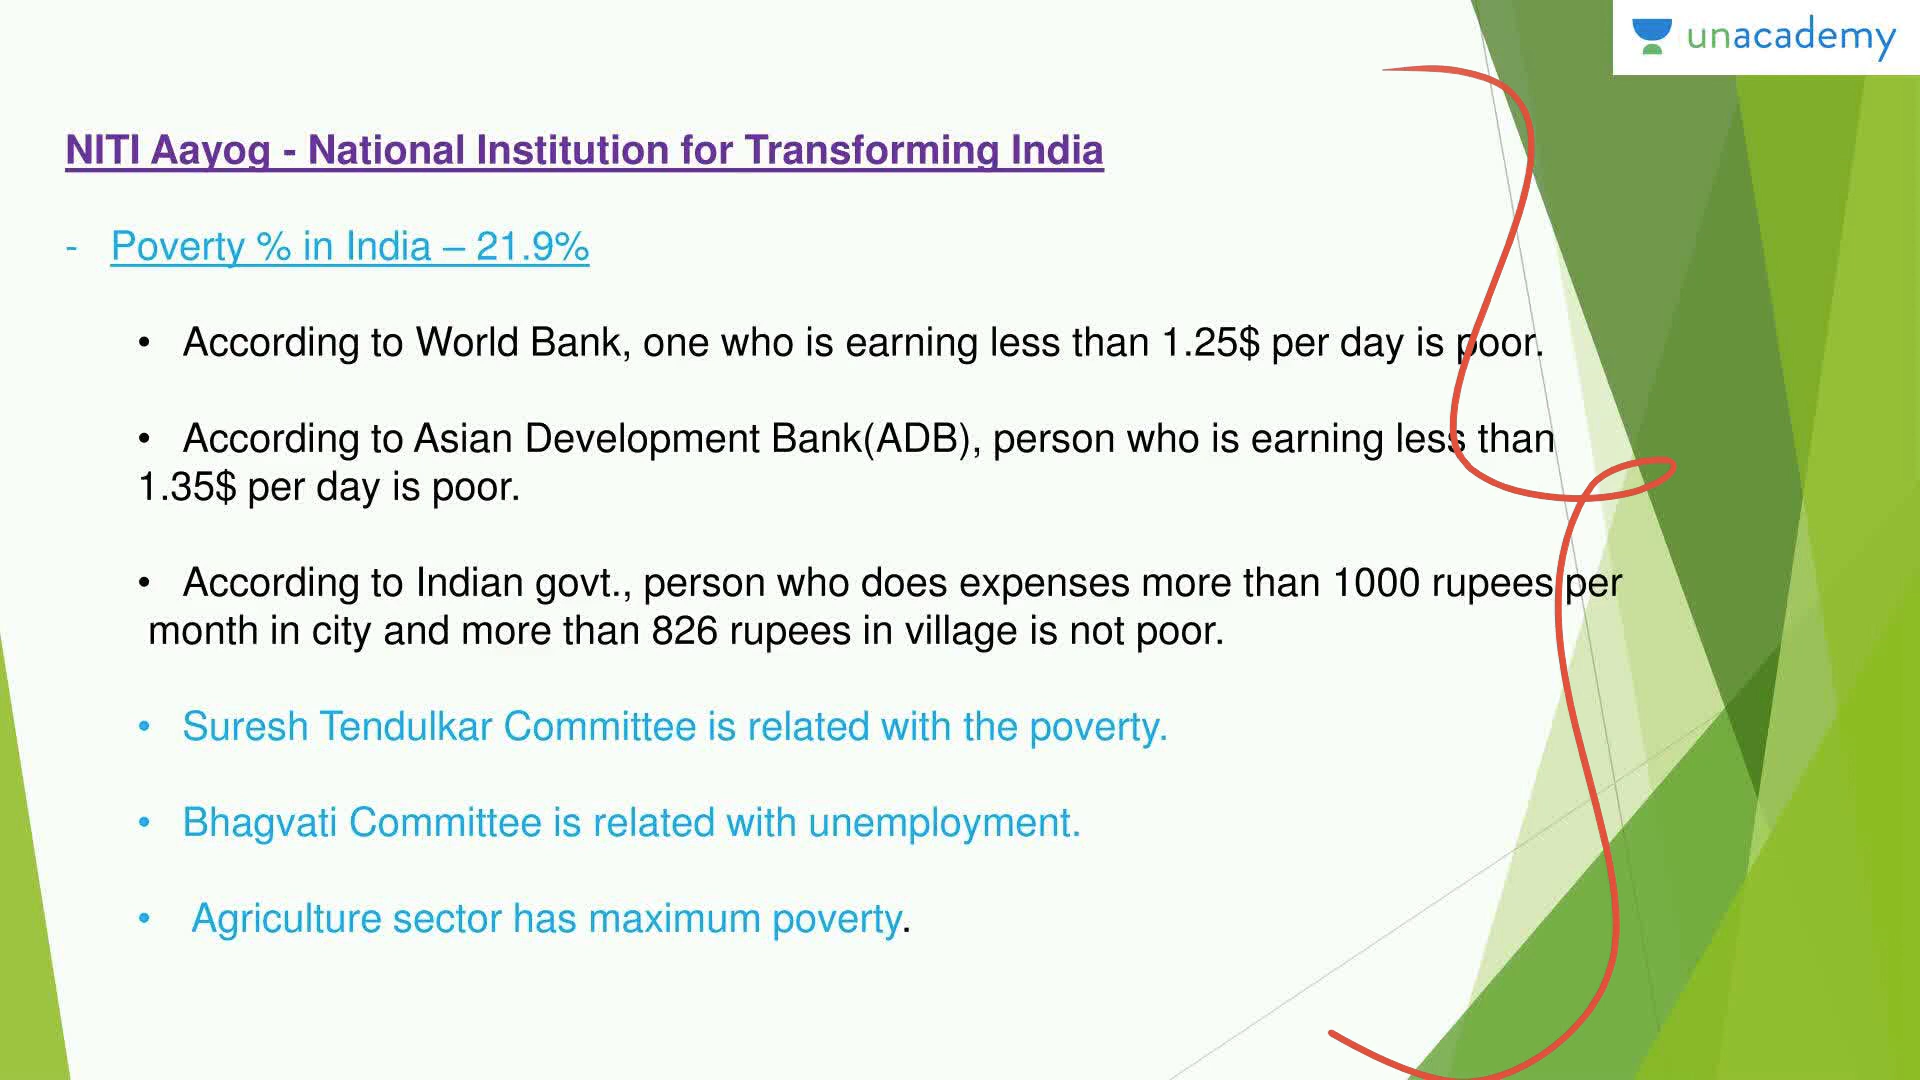 unacademy
NITI Aayog - National Institution for Transforming India
- Poverty % in India – 21.9%
• According to World Bank, one who is earning less than 1.25$ per day is poor.
• According to Asian Development Bank(ADB), person who is earning less than
1.35$ per day is poor.
• According to Indian govt., person who does expenses more than 1000 rupees per
month in city and more than 826 rupees in village is not poor.
• Suresh Tendulkar Committee is related with the poverty.
• Bhagvati Committee is related with unemployment.
• Agriculture sector has maximum poverty.